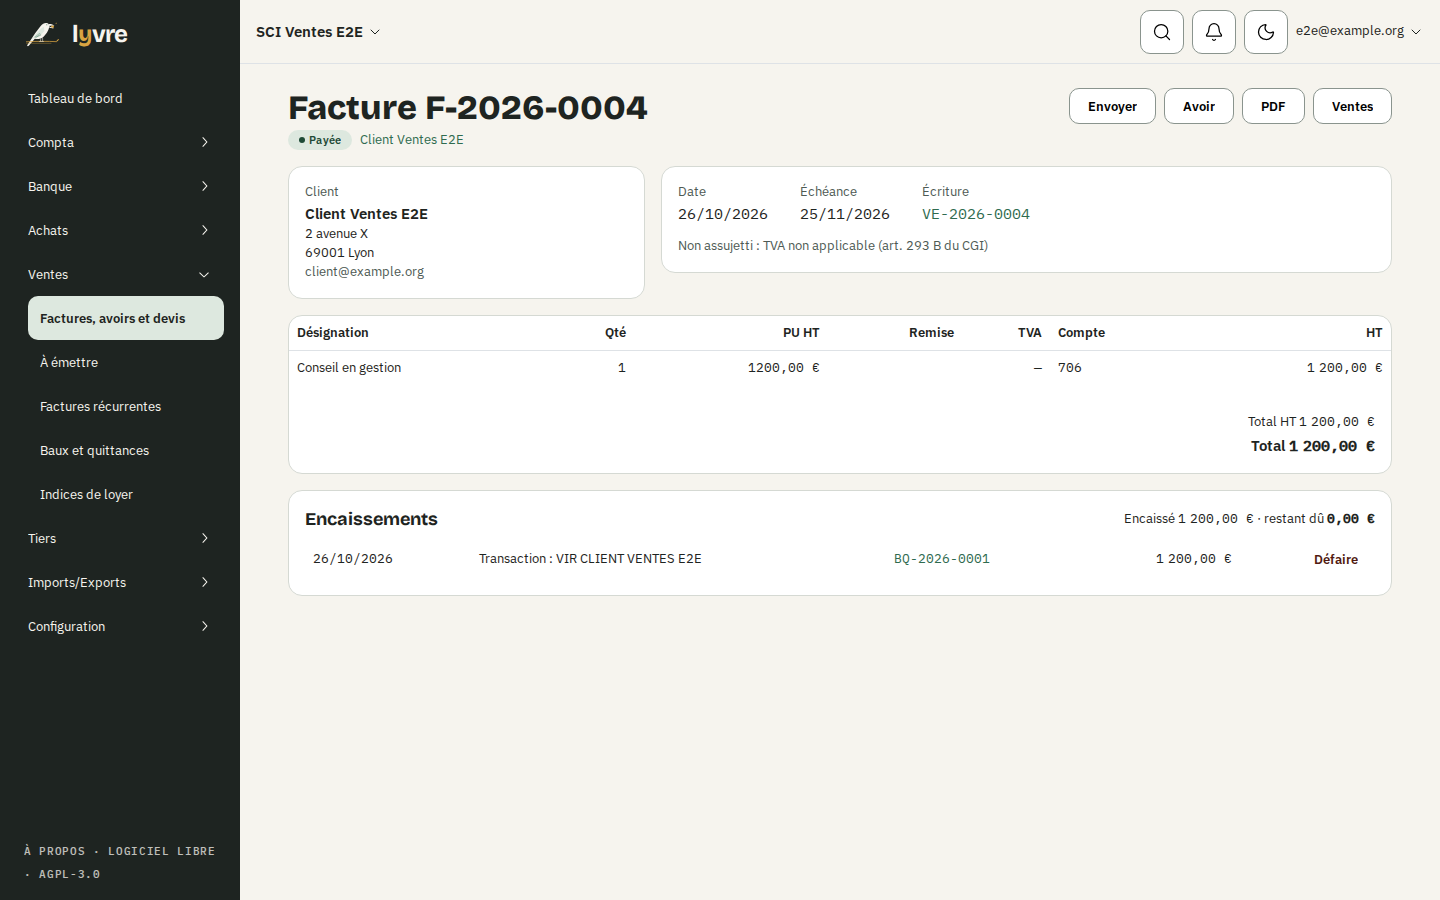 lyvre
SCI Ventes E2E
e2e@example.org
Tableau de bord
Compta
Banque
Achats
Ventes
Factures, avoirs et devis
À émettre
Factures récurrentes
Baux et quittances
Indices de loyer
Tiers
Imports/Exports
Configuration
À PROPOS · LOGICIEL LIBRE
· AGPL-3.0
Facture F-2026-0004
Envoyer Avoir PDF Ventes
Payée Client Ventes E2E
Client
Client Ventes E2E
2 avenue X
69001 Lyon
client@example.org
Date Échéance Écriture
26/10/2026 25/11/2026 VE-2026-0004
Non assujetti : TVA non applicable (art. 293 B du CGI)
Désignation Qté PU HT Remise TVA Compte HT
Conseil en gestion 1 1200,00 € — 706 1 200,00 €
Total HT 1 200,00 €
Total 1 200,00 €
Encaissements Encaissé 1 200,00 € · restant dû 0,00 €
26/10/2026 Transaction : VIR CLIENT VENTES E2E BQ-2026-0001 1 200,00 € Défaire